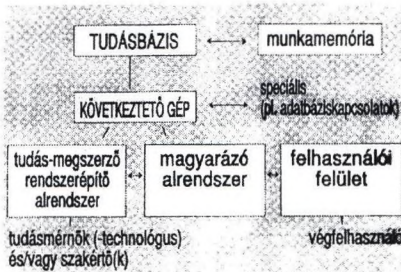 TUDÁSBÁZIS
munkamemória
KÖVETKEZTETŐ GÉP
speciális
(pl. adatbáziskapcsolatok)
tudás-megszerző
rendszerépítő
alrendszer
magyarázó
alrendszer
felhasználói
felület
tudásmérnők (-technológus)
és/vagy szakértő(k)
végfelhasználó